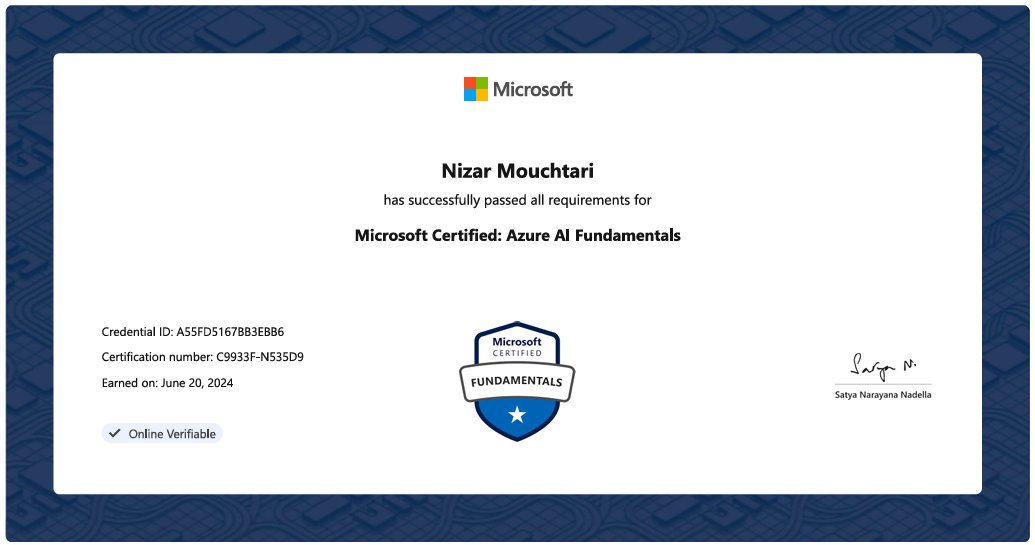 Microsoft
Nizar Mouchtari
has successfully passed all requirements for
Microsoft Certified: Azure AI Fundamentals
Credential ID: A55FD5167BB3EBB6
Certification number: C9933F-N535D9
Earned on: June 20, 2024
Online Verifiable
Microsoft
CERTIFIED
FUNDAMENTALS
Satya N.
Satya Narayana Nadella